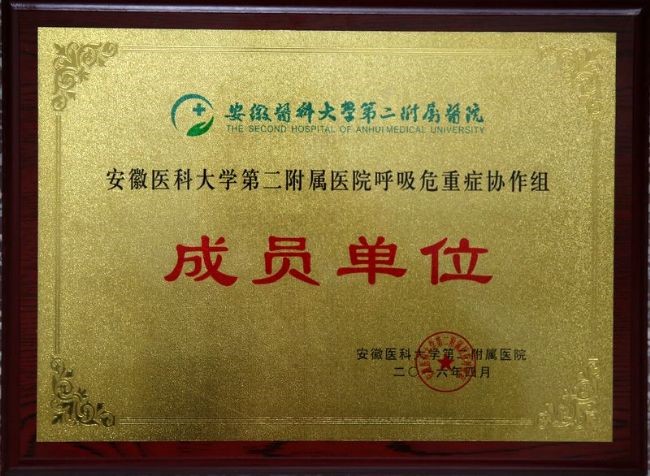 安徽醫科大学第二附属醫院
THE SECOND HOSPITAL OF ANHUI MEDICAL UNIVERSITY
安徽医科大学第二附属医院呼吸危重症协作组
成员单位
安徽医科大学第二附属医院
二〇一六年四月